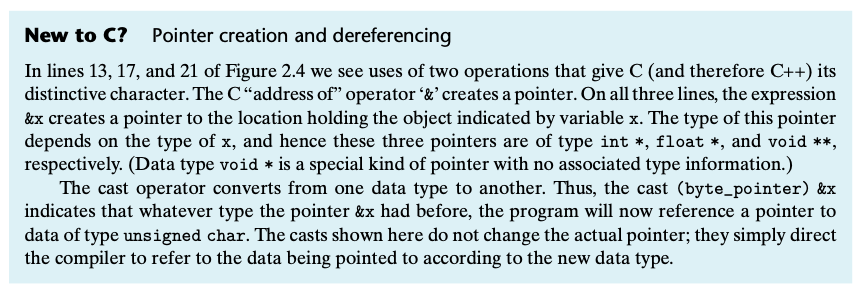 New to C? Pointer creation and dereferencing
In lines 13, 17, and 21 of Figure 2.4 we see uses of two operations that give C (and therefore C++) its
distinctive character. The C “address of” operator ‘&’ creates a pointer. On all three lines, the expression
&x creates a pointer to the location holding the object indicated by variable x. The type of this pointer
depends on the type of x, and hence these three pointers are of type int *, float *, and void **,
respectively. (Data type void * is a special kind of pointer with no associated type information.)
The cast operator converts from one data type to another. Thus, the cast (byte_pointer) &x
indicates that whatever type the pointer &x had before, the program will now reference a pointer to
data of type unsigned char. The casts shown here do not change the actual pointer; they simply direct
the compiler to refer to the data being pointed to according to the new data type.